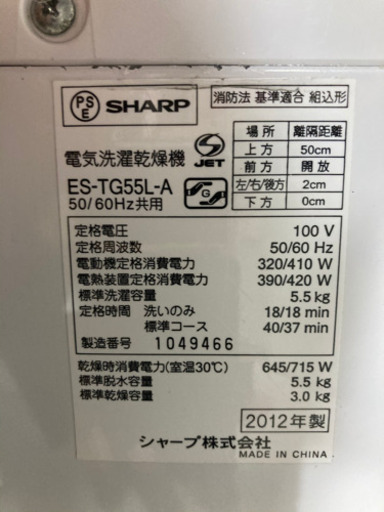 PS
E
SHARP
消防法 基準適合 組込形
電気洗濯乾燥機
S JET
ES-TG55L-A
50/60Hz共用
G
場所 離隔距離
上方 50cm
前方 開放
左/右/後方 2cm
下方 0cm
定格電圧 100 V
定格周波数 50/60 Hz
電動機定格消費電力 320/410 W
電熱装置定格消費電力 390/420 W
標準洗濯容量 5.5 kg
定格時間 洗いのみ 18/18 min
標準コース 40/37 min
製造番号 1049466
乾燥時消費電力(室温30℃) 645/715 W
標準脱水容量 5.5 kg
標準乾燥容量 3.0 kg
2012年製
シャープ株式会社
MADE IN CHINA